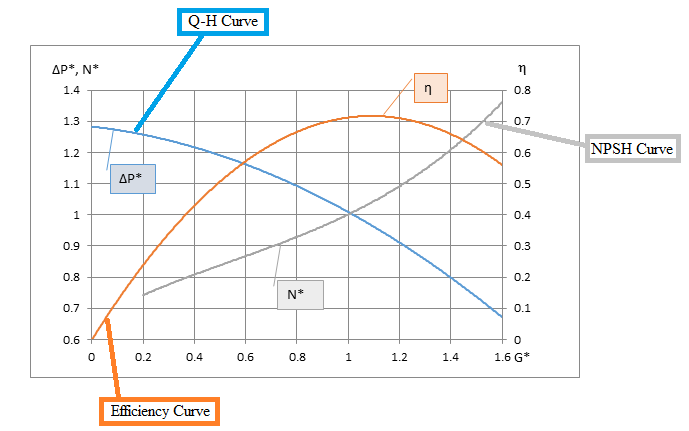 Q-H Curve
ΔP*, N*
η
1.4
1.3
1.2
1.1
1
0.9
0.8
0.7
0.6
0.8
0.7
0.6
0.5
0.4
0.3
0.2
0.1
0
η
NPSH Curve
ΔP*
N*
0 0.2 0.4 0.6 0.8 1 1.2 1.4 1.6 G*
Efficiency Curve